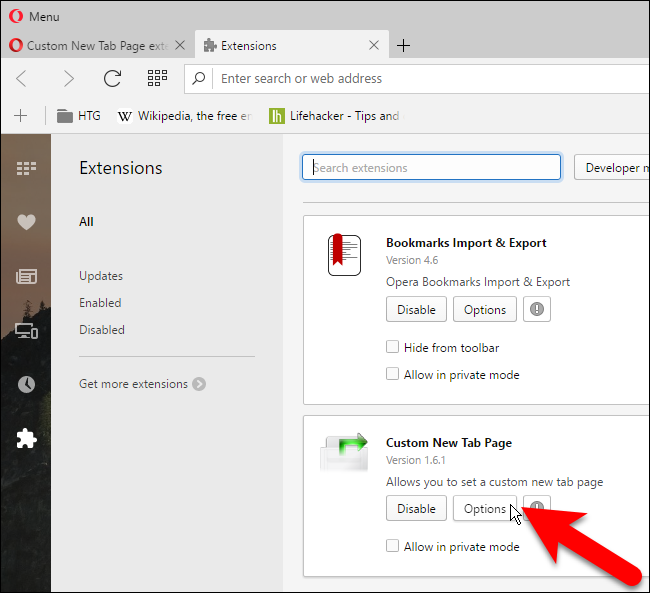 Menu
Custom New Tab Page exte
Extensions
Enter search or web address
HTG
Wikipedia, the free en
Lifehacker - Tips and
Extensions
All
Updates
Enabled
Disabled
Get more extensions
Search extensions
Developer m
Bookmarks Import & Export
Version 4.6
Opera Bookmarks Import & Export
Disable
Options
Hide from toolbar
Allow in private mode
Custom New Tab Page
Version 1.6.1
Allows you to set a custom new tab page
Disable
Options
Allow in private mode